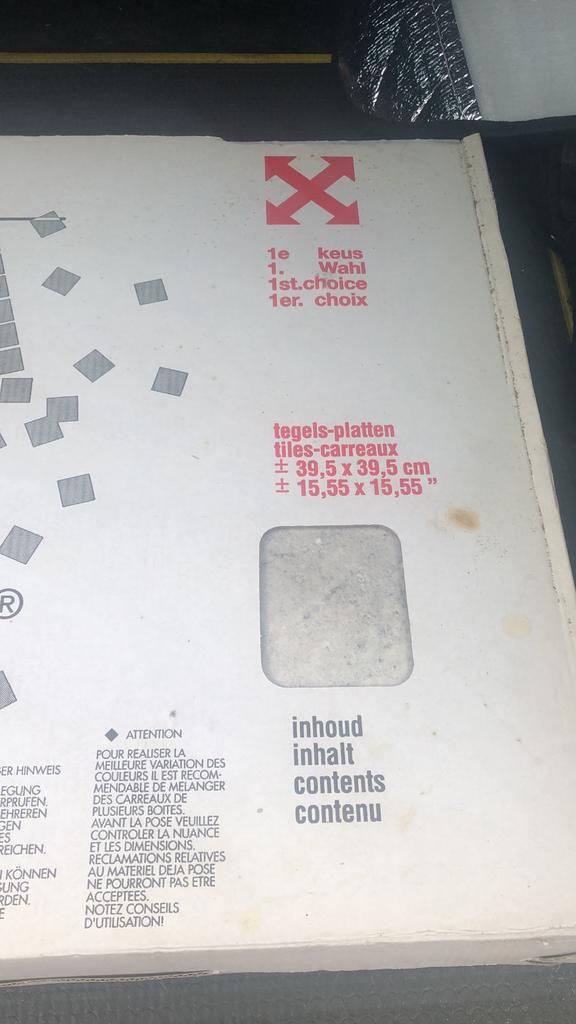 1e keus
1. Wahl
1st.choice
1er. choix
tegels-platten
tiles-carreaux
± 39,5 x 39,5 cm
± 15,55 x 15,55 ”
®
inhoud
inhalt
contents
contenu
HINWEIS
KÖNNEN
◆ ATTENTION
POUR REALISER LA
MEILLEURE VARIATION DES
COULEURS IL EST RECOM-
MENDABLE DE MELANGER
DES CARREAUX DE
PLUSIEURS BOITES.
AVANT LA POSE VEUILLEZ
CONTROLER LA NUANCE
ET LES DIMENSIONS.
RECLAMATIONS RELATIVES
AU MATERIEL DEJA POSE
NE POURRONT PAS ETRE
ACCEPTEES.
NOTEZ CONSEILS
D'UTILISATION!